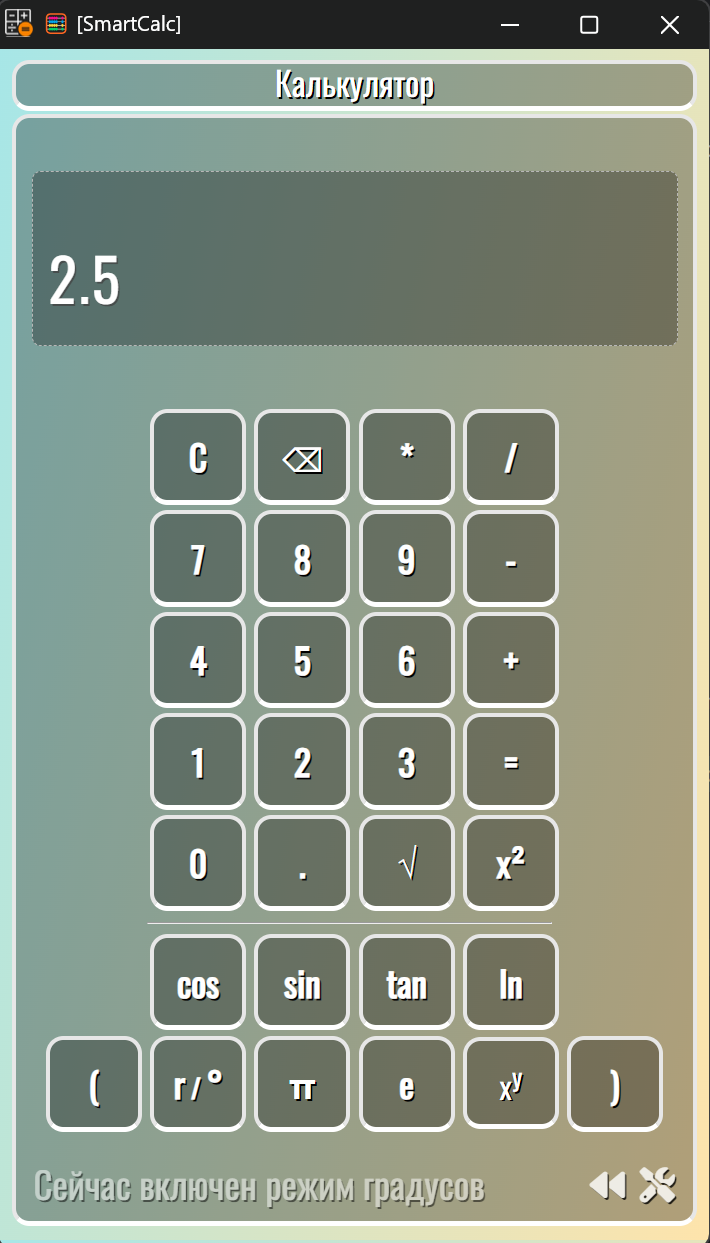 [SmartCalc]
Калькулятор
2.5
C ⌫ * /
7 8 9 -
4 5 6 +
1 2 3 =
0 . √ x²
cos sin tan ln
( r / ° π e xʸ )
Сейчас включен режим градусов